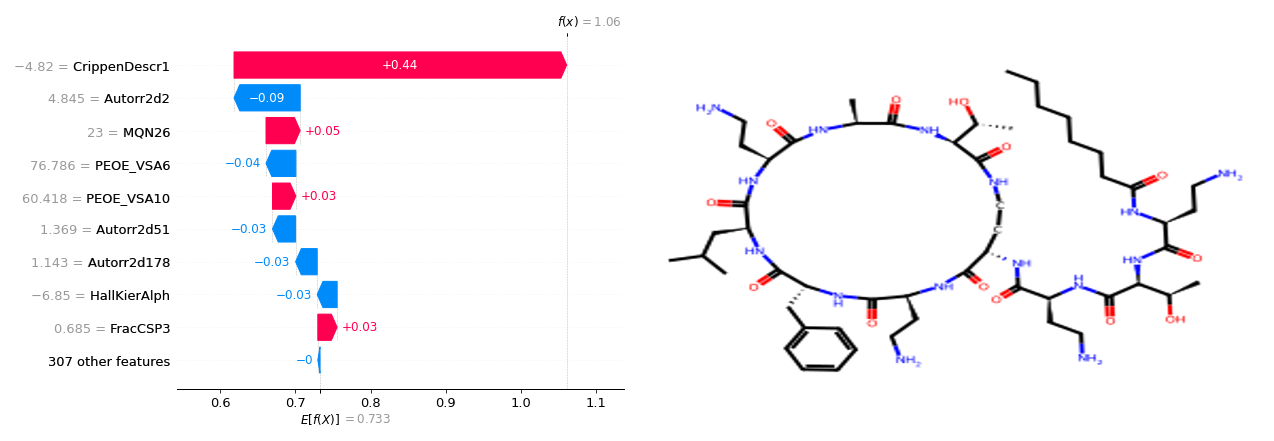 f(x) = 1.06
−4.82 = CrippenDescr1
+0.44
4.845 = Autorr2d2
−0.09
23 = MQN26
+0.05
76.786 = PEOE_VSA6
−0.04
60.418 = PEOE_VSA10
+0.03
1.369 = Autorr2d51
−0.03
1.143 = Autorr2d178
−0.03
−6.85 = HallKierAlph
−0.03
0.685 = FracCSP3
+0.03
307 other features
−0
0.6 0.7 0.8 0.9 1.0 1.1
E[f(X)] = 0.733
H₂N
O
HN
O
NH
HO
O
NH
C
C
NH
O
NH
NH₂
O
N
H
O
HN
O
HN
O
NH₂
H
N
O
OH
HN
O
HN
O
NH₂